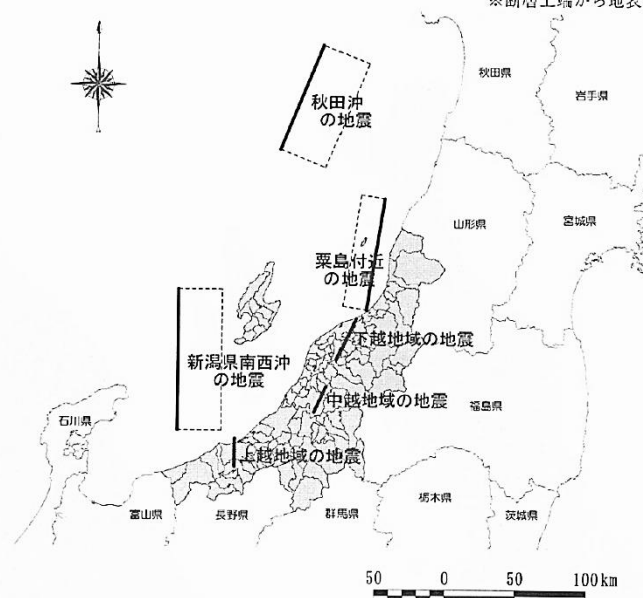 ※断層上端から地表
秋田県
岩手県
秋田沖
の地震
山形県
宮城県
粟島付近
の地震
下越地域の地震
新潟県南西沖
の地震
中越地域の地震
福島県
石川県
上越地域の地震
富山県
長野県
群馬県
栃木県
茨城県
50 0 50 100km